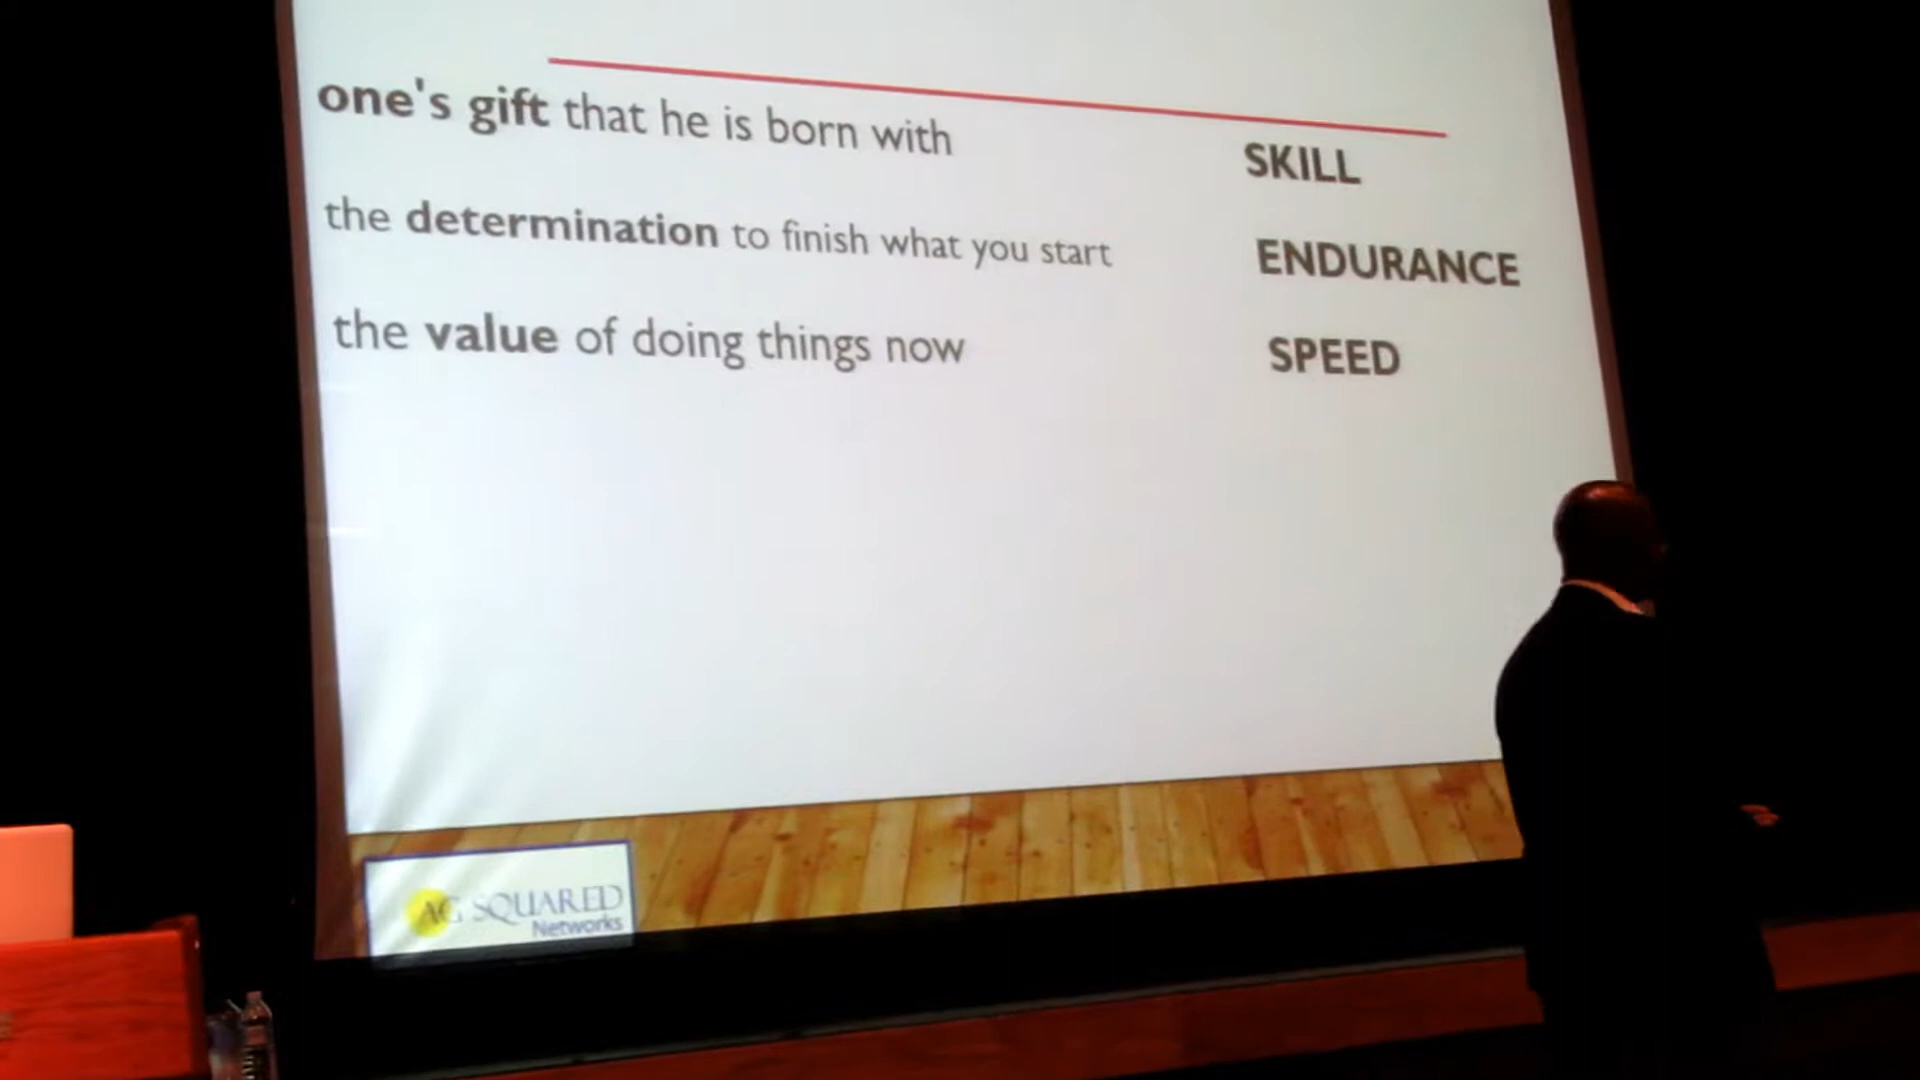 one's gift that he is born with SKILL
the determination to finish what you start ENDURANCE
the value of doing things now SPEED
AG SQUARED
Networks